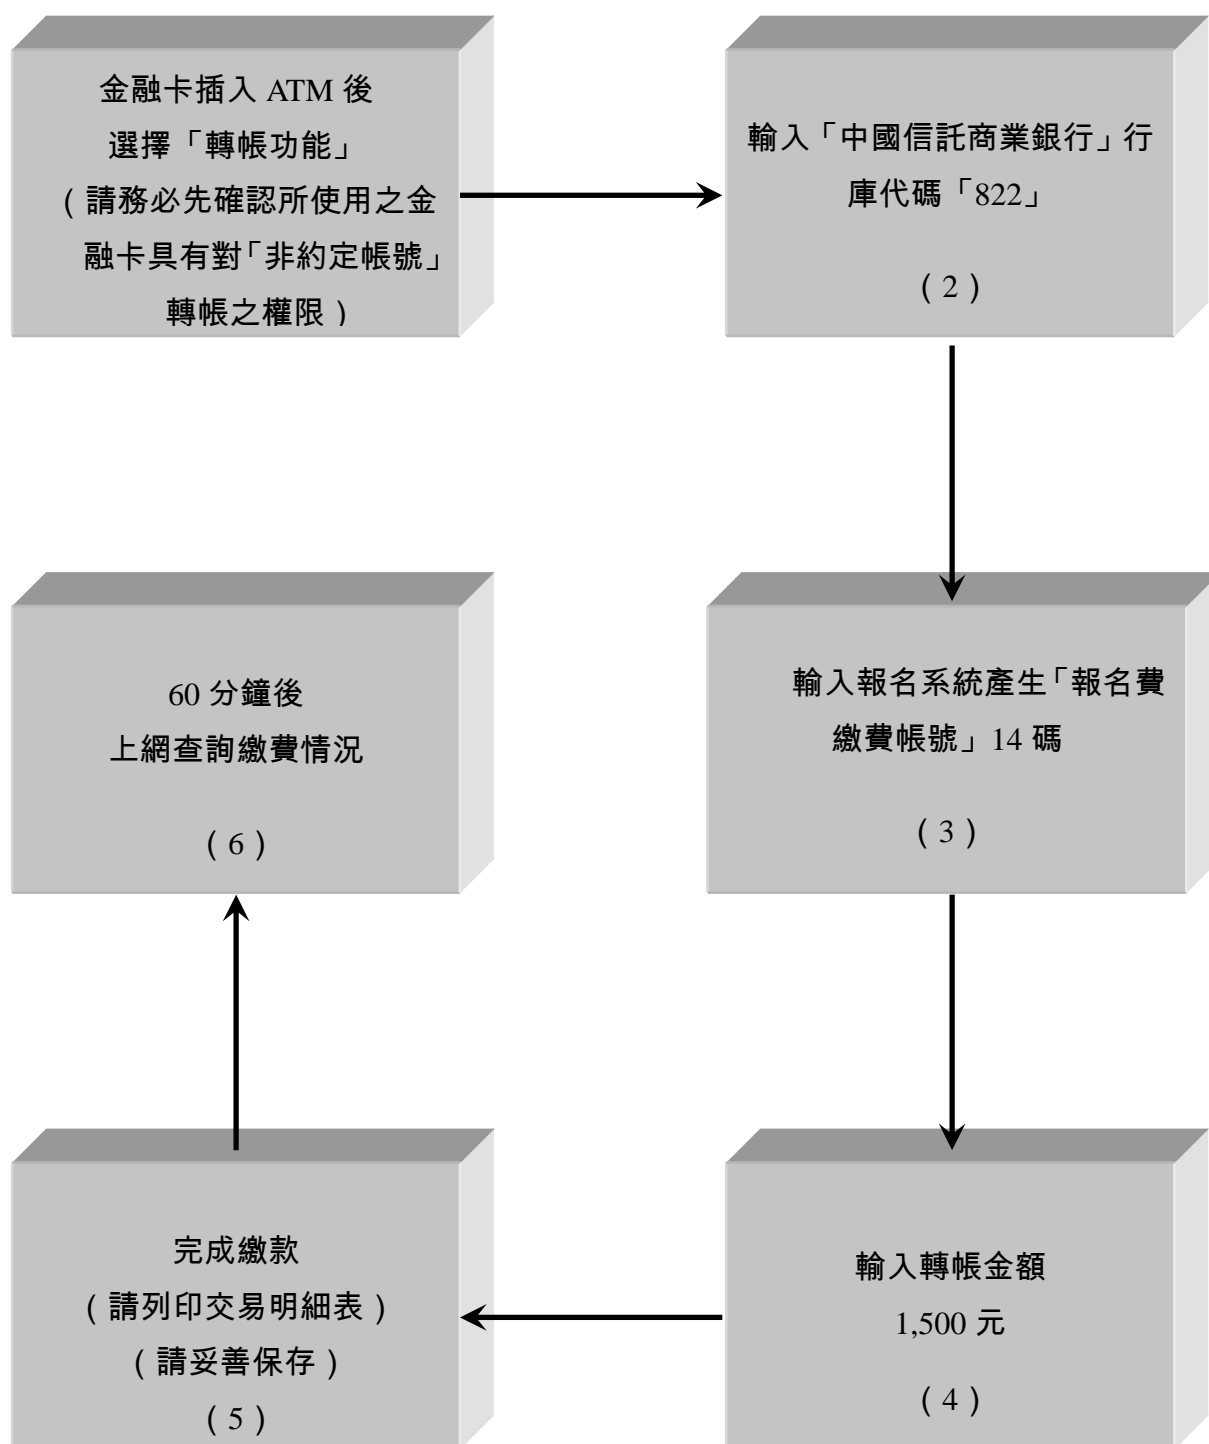 金融卡插入 ATM 後
選擇「轉帳功能」
（請務必先確認所使用之金
融卡具有對「非約定帳號」
轉帳之權限）
輸入「中國信託商業銀行」行
庫代碼「822」
（2）
輸入報名系統產生「報名費
繳費帳號」14 碼
（3）
輸入轉帳金額
1,500 元
（4）
完成繳款
（請列印交易明細表）
（請妥善保存）
（5）
60 分鐘後
上網查詢繳費情況
（6）